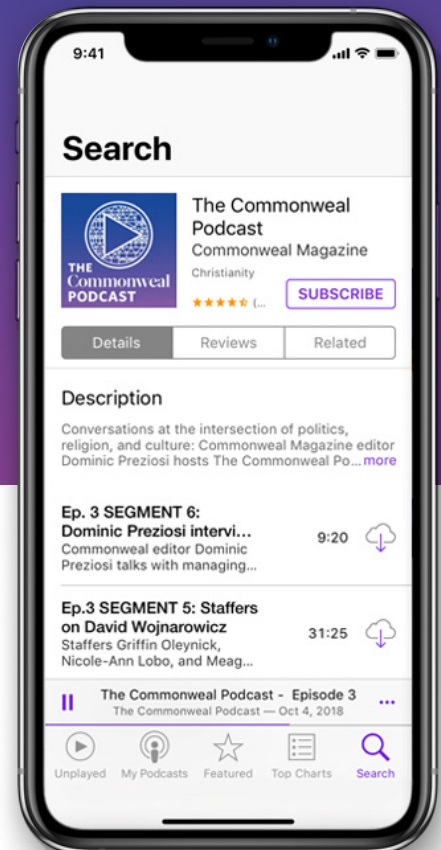 9:41
Search
THE
Commonweal
PODCAST
The Commonweal
Podcast
Commonweal Magazine
Christianity
(...
SUBSCRIBE
Details
Reviews
Related
Description
Conversations at the intersection of politics,
religion, and culture: Commonweal Magazine editor
Dominic Preziosi hosts The Commonweal Po... more
Ep. 3 SEGMENT 6:
Dominic Preziosi intervi...
Commonweal editor Dominic
Preziosi talks with managing...
9:20
Ep.3 SEGMENT 5: Staffers
on David Wojnarowicz
Staffers Griffin Oleynick,
Nicole-Ann Lobo, and Meag...
31:25
The Commonweal Podcast - Episode 3
The Commonweal Podcast — Oct 4, 2018
Unplayed
My Podcasts
Featured
Top Charts
Search